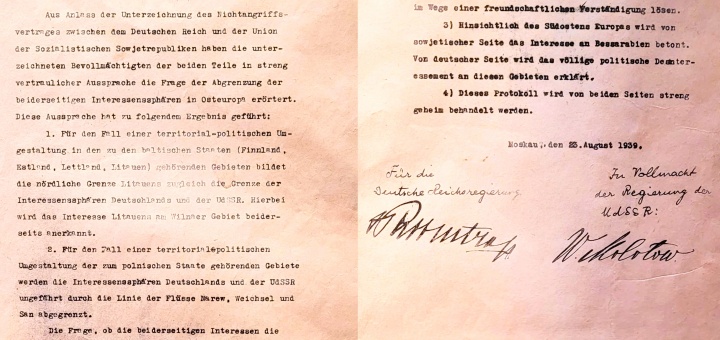 Aus Anlass der Unterzeichnung des Nichtangriffs-
vertrages zwischen dem Deutschen Reich und der Union
der Sozialistischen Sowjetrepubliken haben die unter-
zeichneten Bevollmächtigten der beiden Teile in streng
vertraulicher Aussprache die Frage der Abgrenzung der
beiderseitigen Interessensphären in Osteuropa erörtert.
Diese Aussprache hat zu folgendem Ergebnis geführt:
1. Für den Fall einer territorial-politischen Um-
gestaltung in den zu den baltischen Staaten (Finnland,
Estland, Lettland, Litauen) gehörenden Gebieten bildet
die nördliche Grenze Litauens zugleich die Grenze der
Interessensphären Deutschlands und der UdSSR. Hierbei
wird das Interesse Litauens am Wilnaer Gebiet beider-
seits anerkannt.
2. Für den Fall einer territorial-politischen
Umgestaltung der zum polnischen Staate gehörenden Gebiete
werden die Interessensphären Deutschlands und der UdSSR
ungefähr durch die Linie der Flüsse Narew, Weichsel und
San abgegrenzt.
Die Frage, ob die beiderseitigen Interessen die
im Wege einer freundschaftlichen Verständigung lösen.
3) Hinsichtlich des Südostens Europas wird von
sowjetischer Seite das Interesse an Bessarabien betont.
Von deutscher Seite wird das völlige politische Desinter-
essement an diesen Gebieten erklärt.
4) Dieses Protokoll wird von beiden Seiten streng
geheim behandelt werden.
Moskau, den 23. August 1939.
Für die
Deutsche Reichsregierung
In Vollmacht
der Regierung der
UdSSR:
W. Molotow